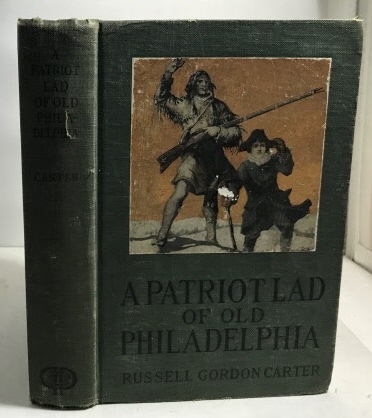 A
PATRIOT
LAD
OF OLD
PHILA-
DELPHIA
CARTER
A PATRIOT LAD
OF OLD
PHILADELPHIA
RUSSELL GORDON CARTER